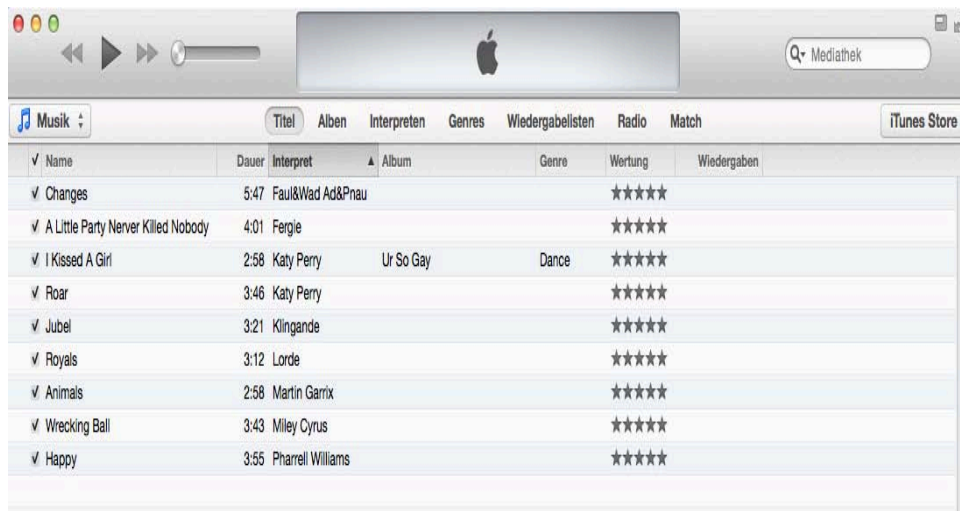 Mediathek
Musik Titel Alben Interpreten Genres Wiedergabelisten Radio Match iTunes Store
√ Name Dauer Interpret ▲ Album Genre Wertung Wiedergaben
√ Changes 5:47 Faul&Wad Ad&Pnau ★★★★★
√ A Little Party Nerver Killed Nobody 4:01 Fergie ★★★★★
√ I Kissed A Girl 2:58 Katy Perry Ur So Gay Dance ★★★★★
√ Roar 3:46 Katy Perry ★★★★★
√ Jubel 3:21 Klingande ★★★★★
√ Royals 3:12 Lorde ★★★★★
√ Animals 2:58 Martin Garrix ★★★★★
√ Wrecking Ball 3:43 Miley Cyrus ★★★★★
√ Happy 3:55 Pharrell Williams ★★★★★